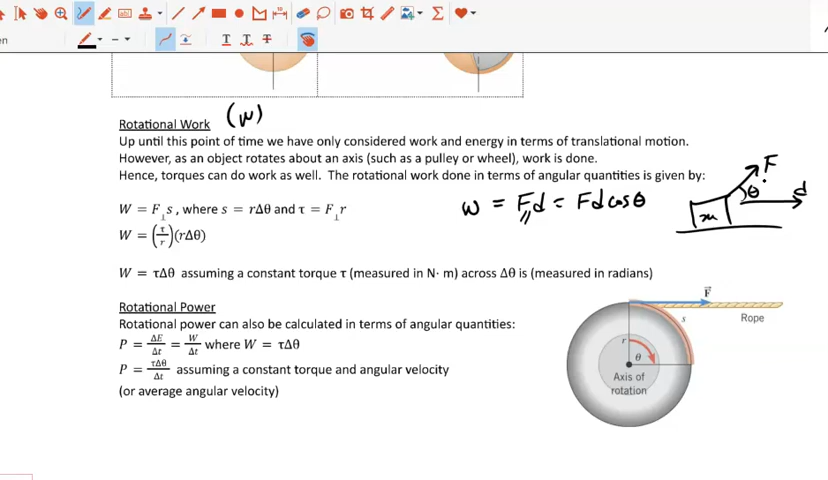 en
Rotational Work (W)
Up until this point of time we have only considered work and energy in terms of translational motion.
However, as an object rotates about an axis (such as a pulley or wheel), work is done.
Hence, torques can do work as well. The rotational work done in terms of angular quantities is given by:
W = F⊥s , where s = rΔθ and τ = F⊥r
W = (τ/r)(rΔθ)
W = F∥d = Fd cosθ
F
θ
d
m
W = τΔθ assuming a constant torque τ (measured in N· m) across Δθ is (measured in radians)
Rotational Power
Rotational power can also be calculated in terms of angular quantities:
P = ΔE/Δt = W/Δt where W = τΔθ
P = τΔθ/Δt assuming a constant torque and angular velocity
(or average angular velocity)
F⃗
s
Rope
r
θ
Axis of
rotation